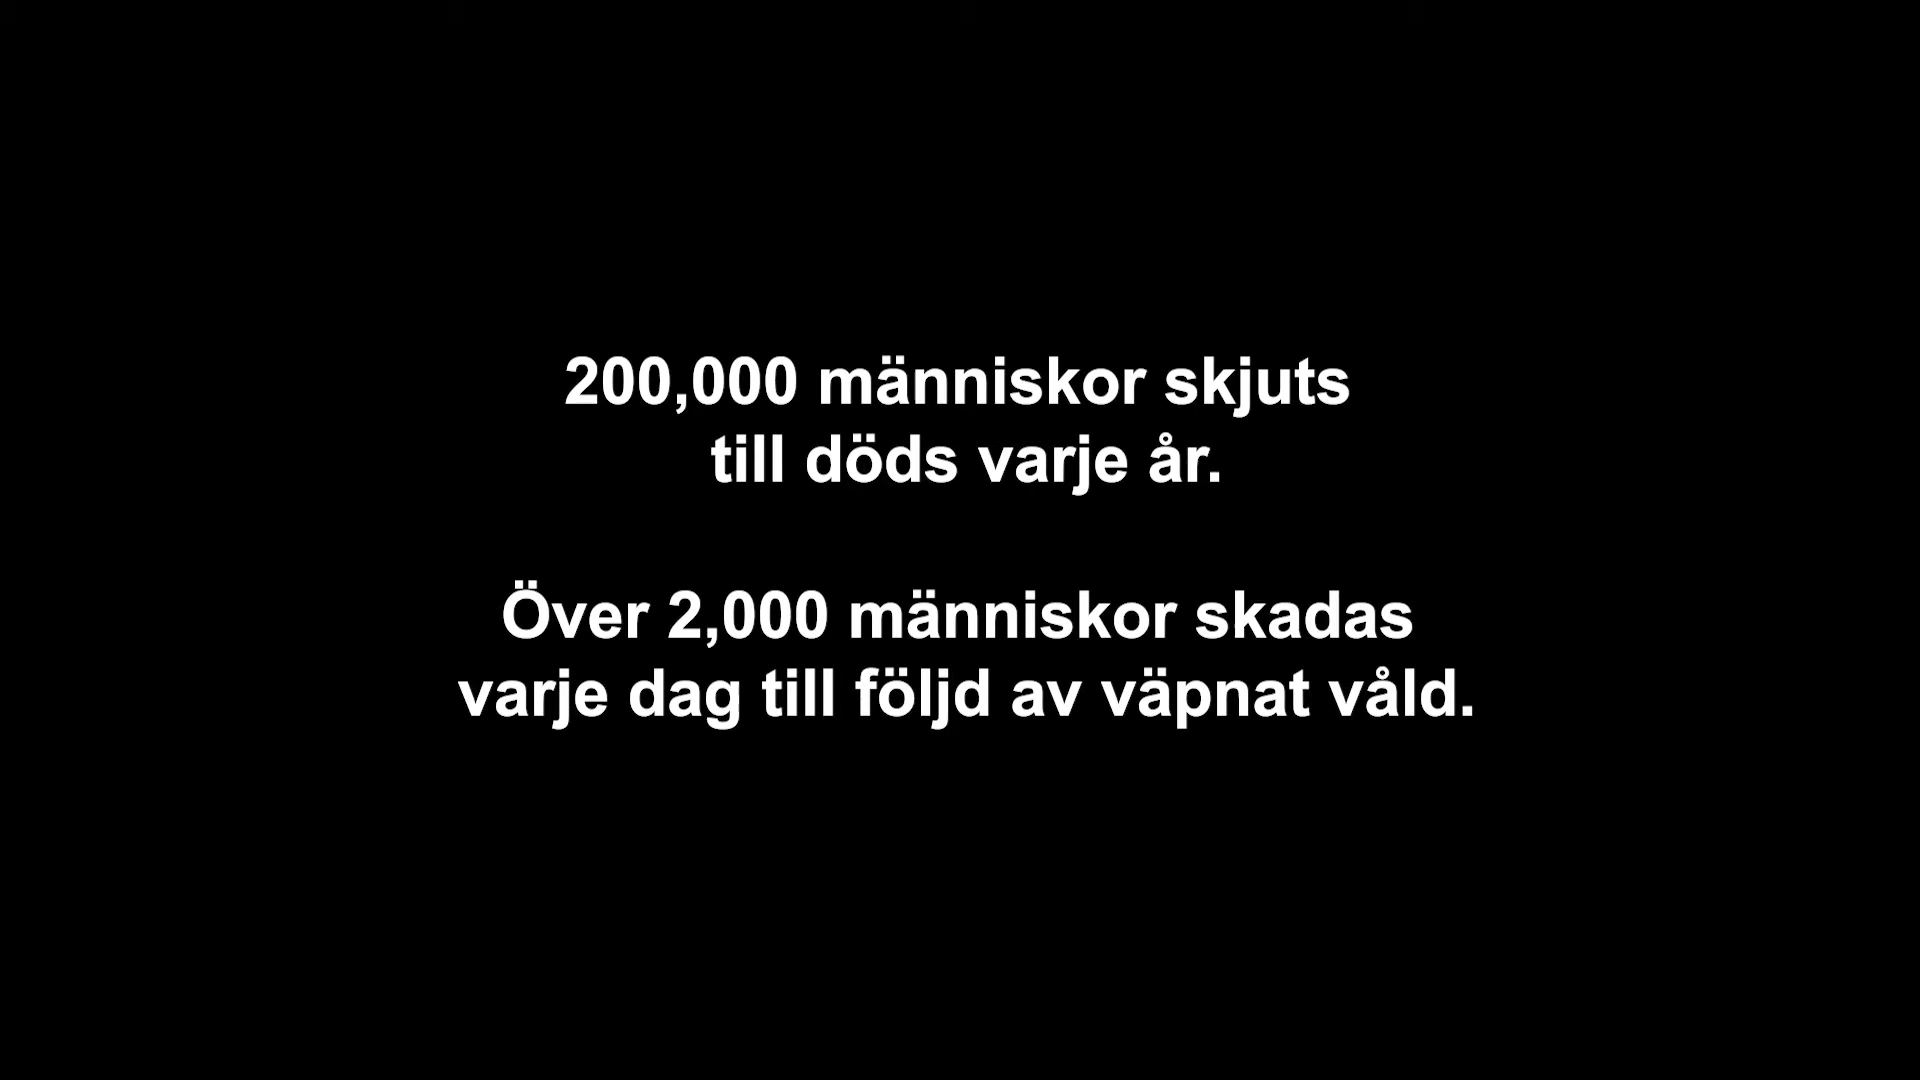 200,000 människor skjuts
till döds varje år.
Över 2,000 människor skadas
varje dag till följd av väpnat våld.